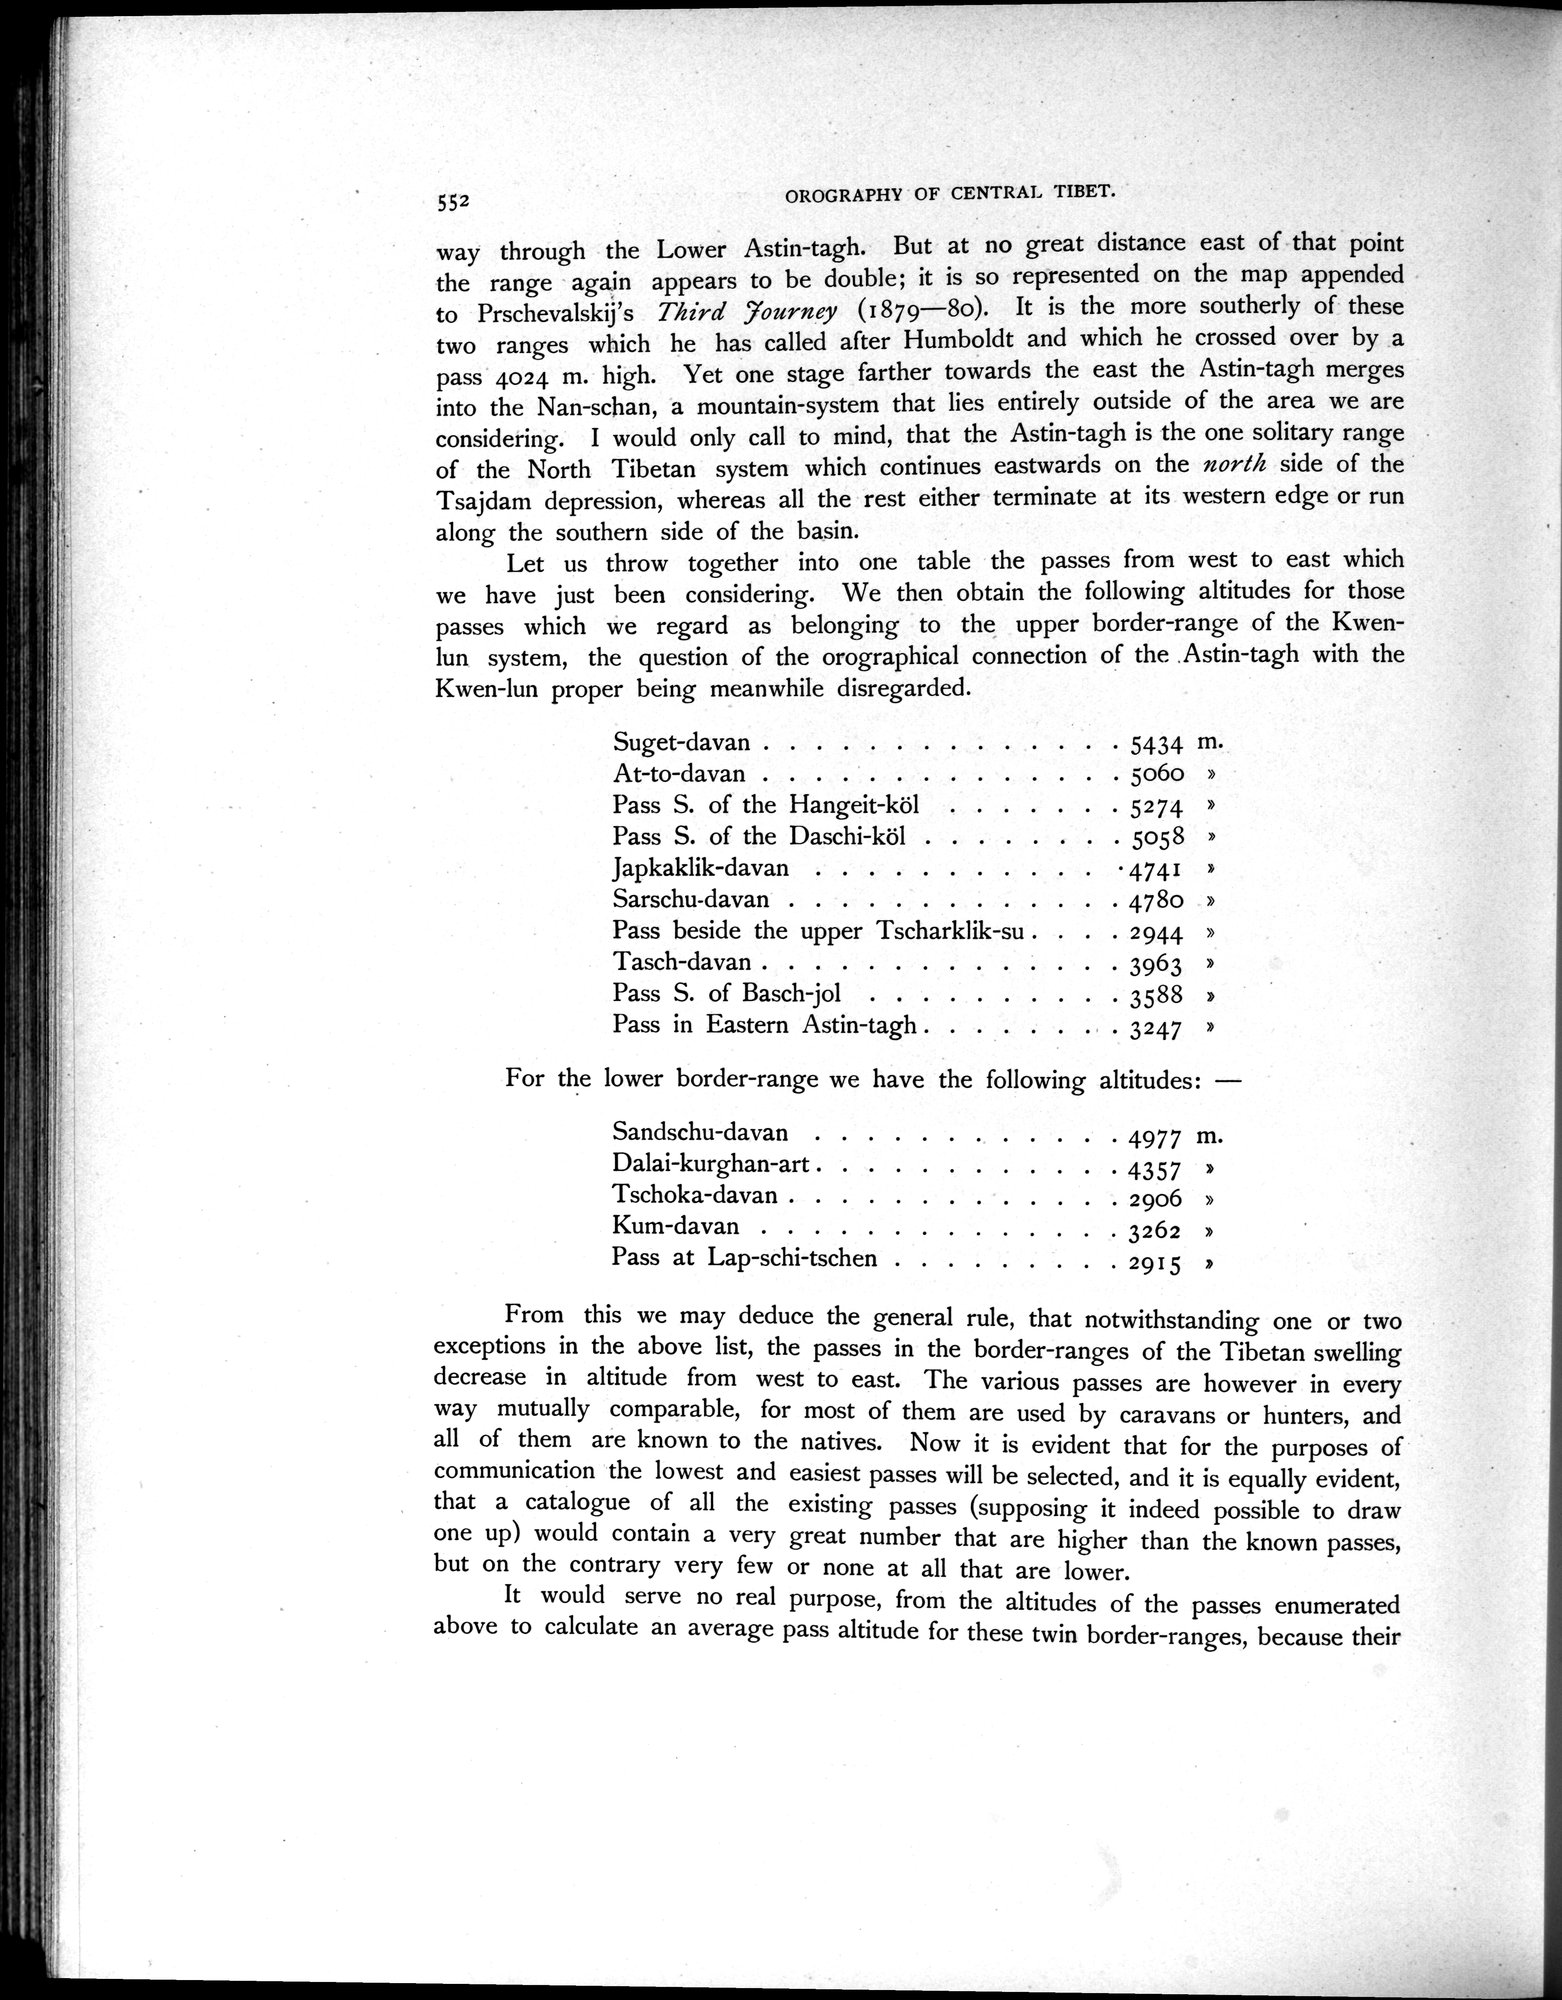 552
OROGRAPHY OF CENTRAL TIBET.
way through the Lower Astin-tagh. But at no great distance east of that point
the range again appears to be double; it is so represented on the map appended
to Prschevalskij's Third Journey (1879—80). It is the more southerly of these
two ranges which he has called after Humboldt and which he crossed over by a
pass 4024 m. high. Yet one stage farther towards the east the Astin-tagh merges
into the Nan-schan, a mountain-system that lies entirely outside of the area we are
considering. I would only call to mind, that the Astin-tagh is the one solitary range
of the North Tibetan system which continues eastwards on the north side of the
Tsajdam depression, whereas all the rest either terminate at its western edge or run
along the southern side of the basin.
Let us throw together into one table the passes from west to east which
we have just been considering. We then obtain the following altitudes for those
passes which we regard as belonging to the upper border-range of the Kwen-
lun system, the question of the orographical connection of the Astin-tagh with the
Kwen-lun proper being meanwhile disregarded.
Suget-davan . . . . . . . . . . . . . . 5434 m.
At-to-davan . . . . . . . . . . . . . . 5060 »
Pass S. of the Hangeit-köl . . . . . . . 5274 »
Pass S. of the Daschi-köl . . . . . . . . 5058 »
Japkaklik-davan . . . . . . . . . . . . 4741 »
Sarschu-davan . . . . . . . . . . . . . 4780 »
Pass beside the upper Tscharklik-su . . . . 2944 »
Tasch-davan . . . . . . . . . . . . . . 3963 »
Pass S. of Basch-jol . . . . . . . . . . 3588 »
Pass in Eastern Astin-tagh . . . . . . . . 3247 »
For the lower border-range we have the following altitudes: —
Sandschu-davan . . . . . . . . . . . . 4977 m.
Dalai-kurghan-art . . . . . . . . . . . . 4357 »
Tschoka-davan . . . . . . . . . . . . . 2906 »
Kum-davan . . . . . . . . . . . . . . 3262 »
Pass at Lap-schi-tschen . . . . . . . . . 2915 »
From this we may deduce the general rule, that notwithstanding one or two
exceptions in the above list, the passes in the border-ranges of the Tibetan swelling
decrease in altitude from west to east. The various passes are however in every
way mutually comparable, for most of them are used by caravans or hunters, and
all of them are known to the natives. Now it is evident that for the purposes of
communication the lowest and easiest passes will be selected, and it is equally evident,
that a catalogue of all the existing passes (supposing it indeed possible to draw
one up) would contain a very great number that are higher than the known passes,
but on the contrary very few or none at all that are lower.
It would serve no real purpose, from the altitudes of the passes enumerated
above to calculate an average pass altitude for these twin border-ranges, because their